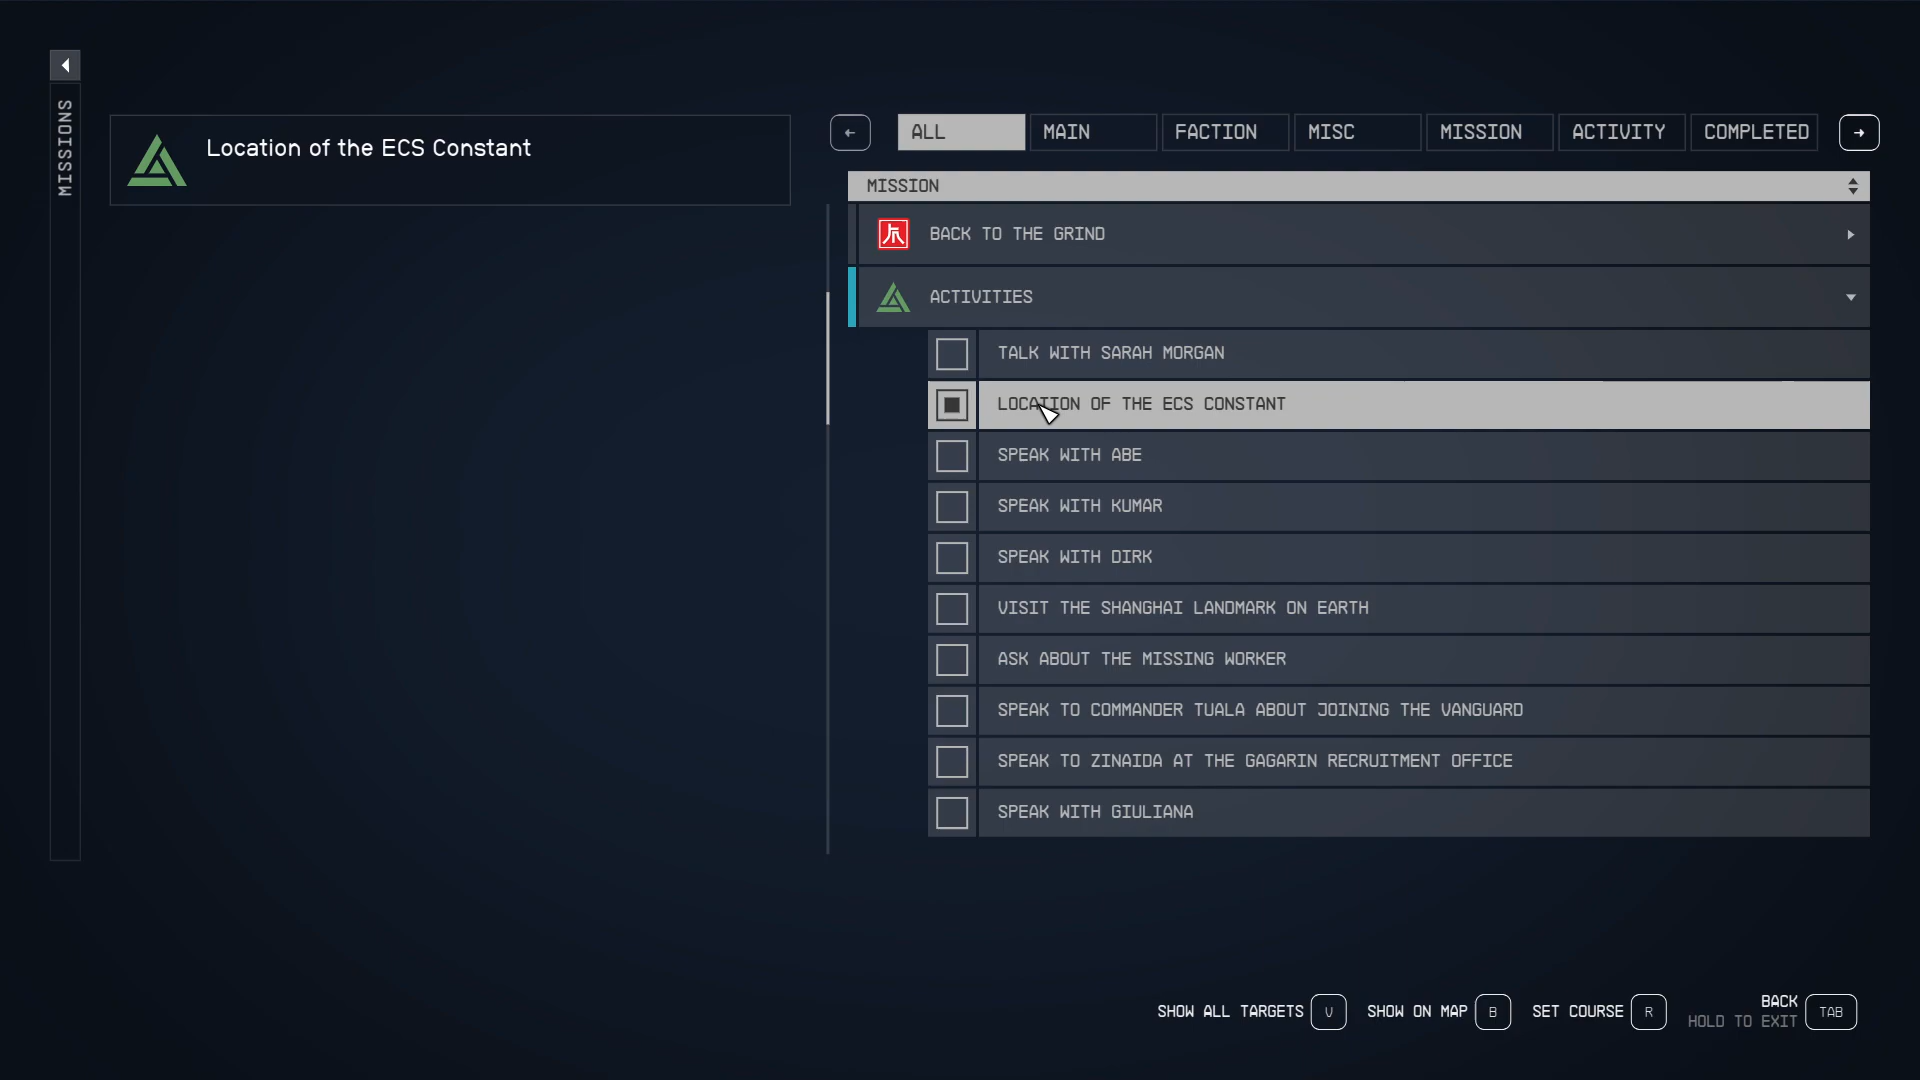 MISSIONS
Location of the ECS Constant
ALL
MAIN
FACTION
MISC
MISSION
ACTIVITY
COMPLETED
MISSION
BACK TO THE GRIND
ACTIVITIES
TALK WITH SARAH MORGAN
LOCATION OF THE ECS CONSTANT
SPEAK WITH ABE
SPEAK WITH KUMAR
SPEAK WITH DIRK
VISIT THE SHANGHAI LANDMARK ON EARTH
ASK ABOUT THE MISSING WORKER
SPEAK TO COMMANDER TUALA ABOUT JOINING THE VANGUARD
SPEAK TO ZINAIDA AT THE GAGARIN RECRUITMENT OFFICE
SPEAK WITH GIULIANA
SHOW ALL TARGETS V
SHOW ON MAP B
SET COURSE R
BACK
HOLD TO EXIT
TAB